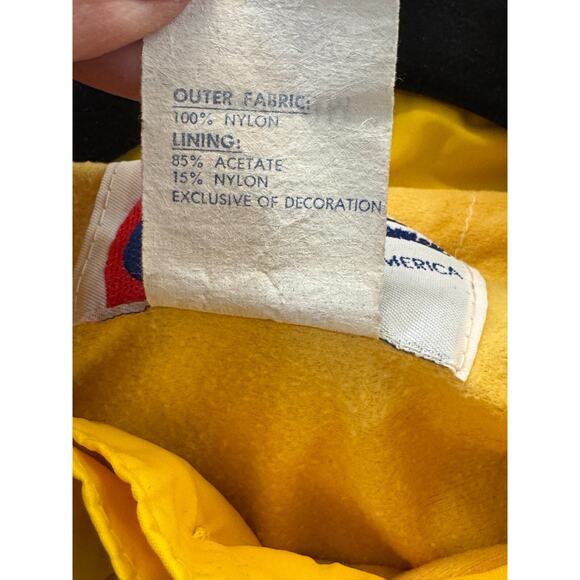 OUTER FABRIC:
100% NYLON
LINING:
85% ACETATE
15% NYLON
EXCLUSIVE OF DECORATION
MERICA